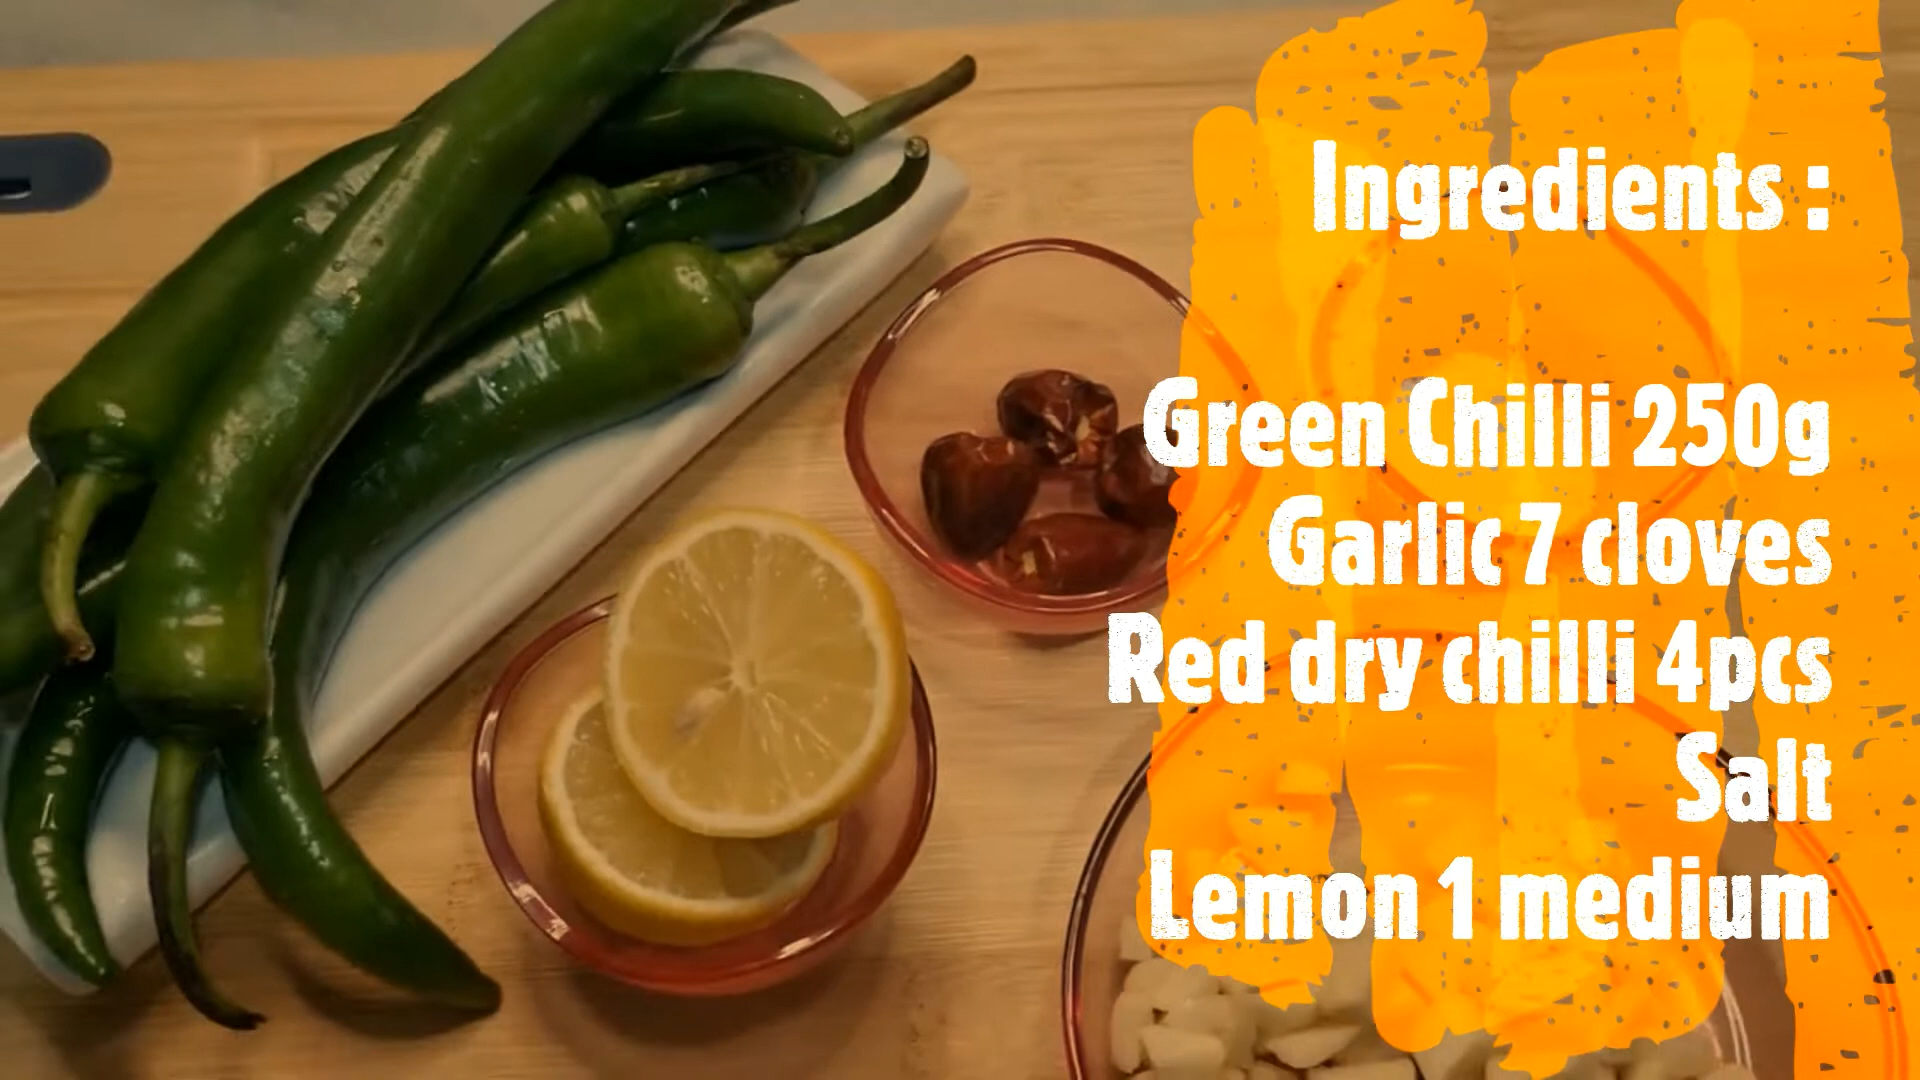 Ingredients :
Green Chilli 250g
Garlic 7 cloves
Red dry chilli 4pcs
Salt
Lemon 1 medium